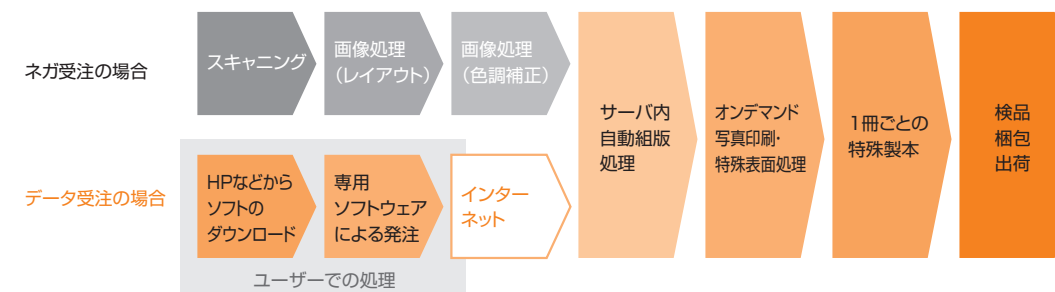 ネガ受注の場合
スキャニング
画像処理
（レイアウト）
画像処理
（色調補正）
データ受注の場合
HPなどから
ソフトの
ダウンロード
専用
ソフトウェア
による発注
インター
ネット
ユーザーでの処理
サーバ内
自動組版
処理
オンデマンド
写真印刷・
特殊表面処理
1冊ごとの
特殊製本
検品
梱包
出荷